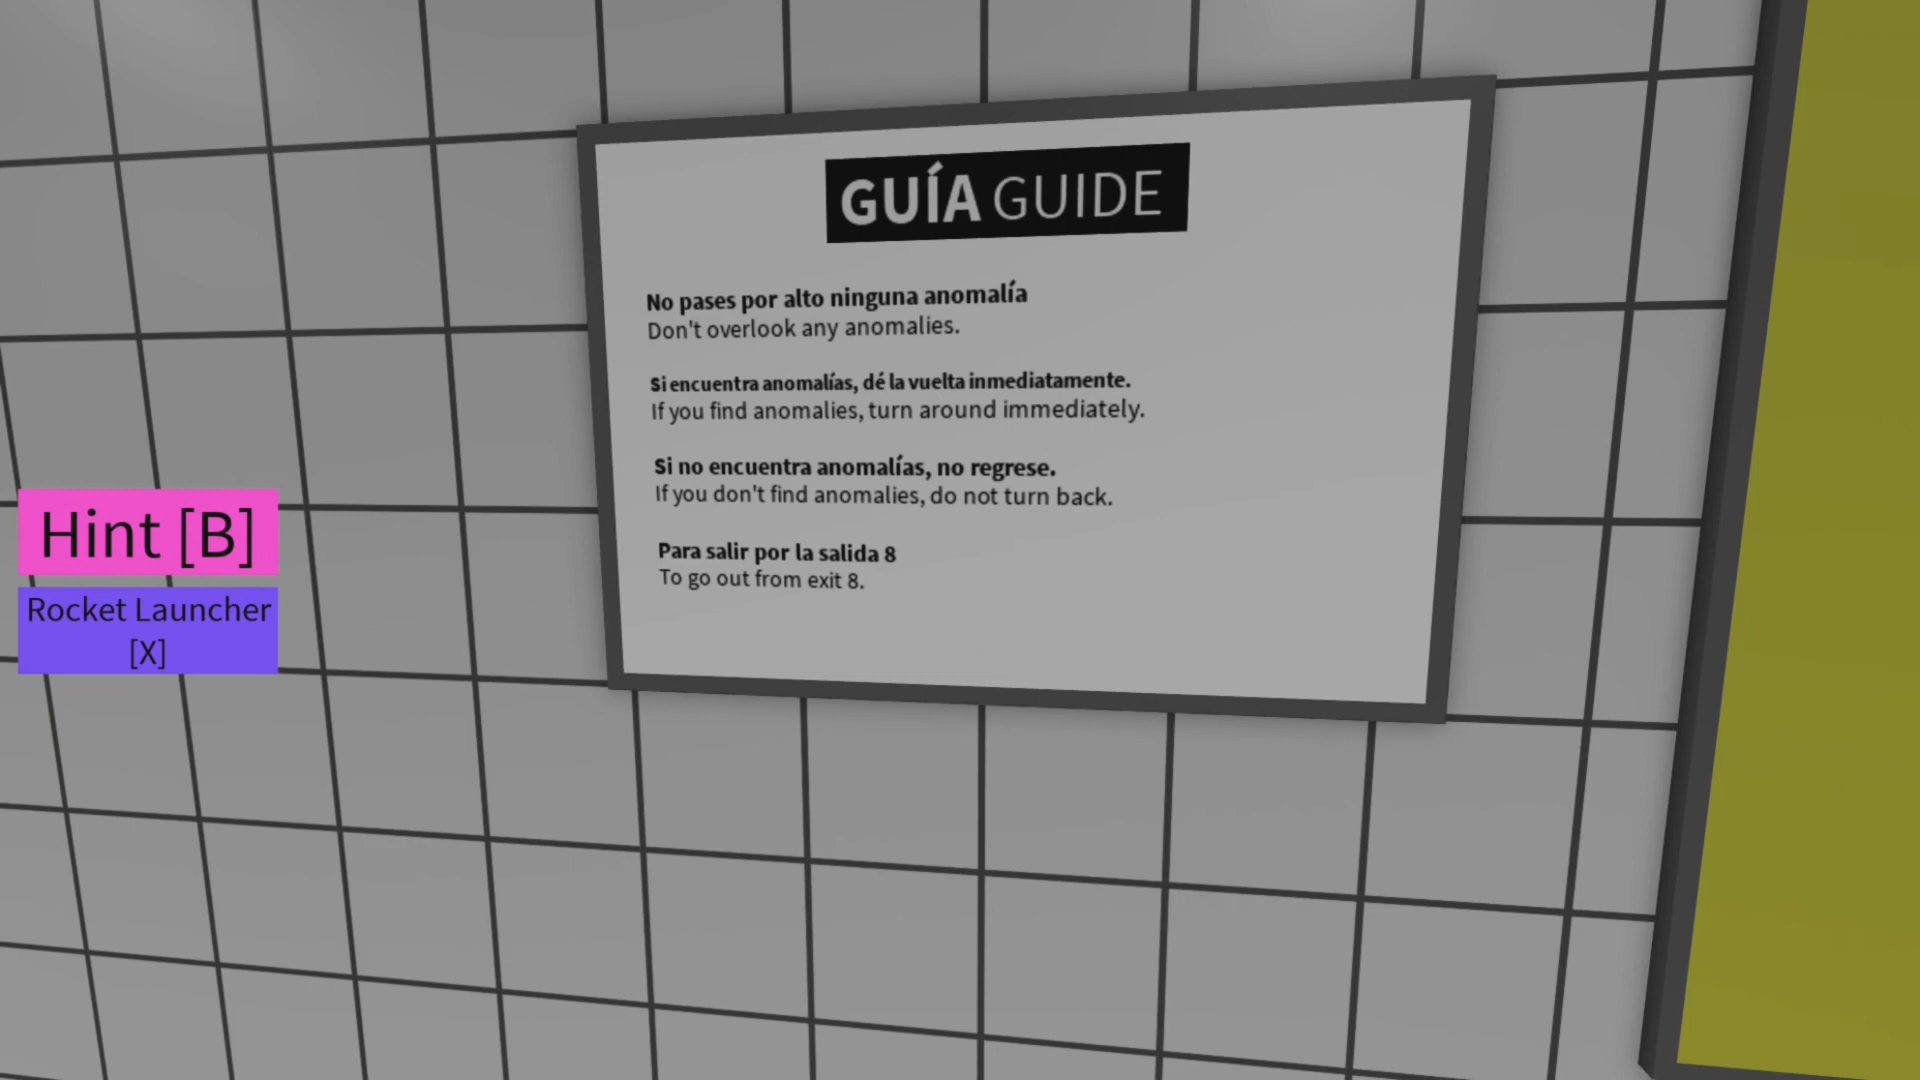 GUÍA GUIDE
No pases por alto ninguna anomalía
Don't overlook any anomalies.
Si encuentra anomalías, dé la vuelta inmediatamente.
If you find anomalies, turn around immediately.
Si no encuentra anomalías, no regrese.
If you don't find anomalies, do not turn back.
Para salir por la salida 8
To go out from exit 8.
Hint [B]
Rocket Launcher
[X]